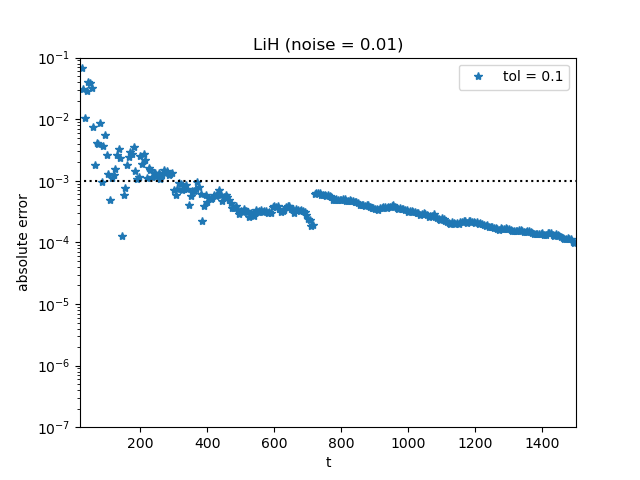 LiH (noise = 0.01)
tol = 0.1
absolute error
10⁻¹
10⁻²
10⁻³
10⁻⁴
10⁻⁵
10⁻⁶
10⁻⁷
200 400 600 800 1000 1200 1400
t